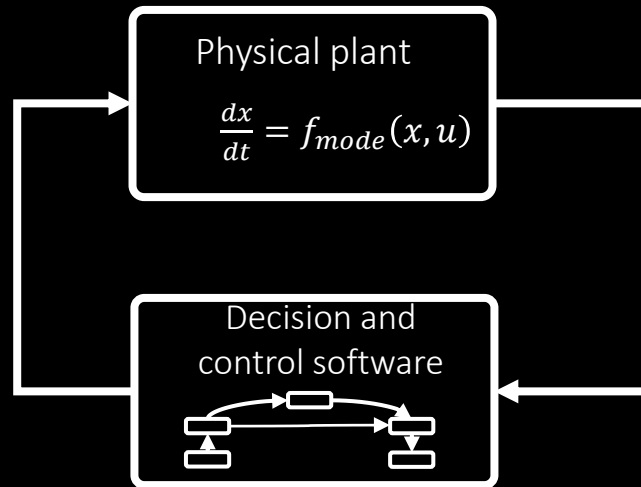 Physical plant
dx/dt = f_mode(x, u)
Decision and
control software